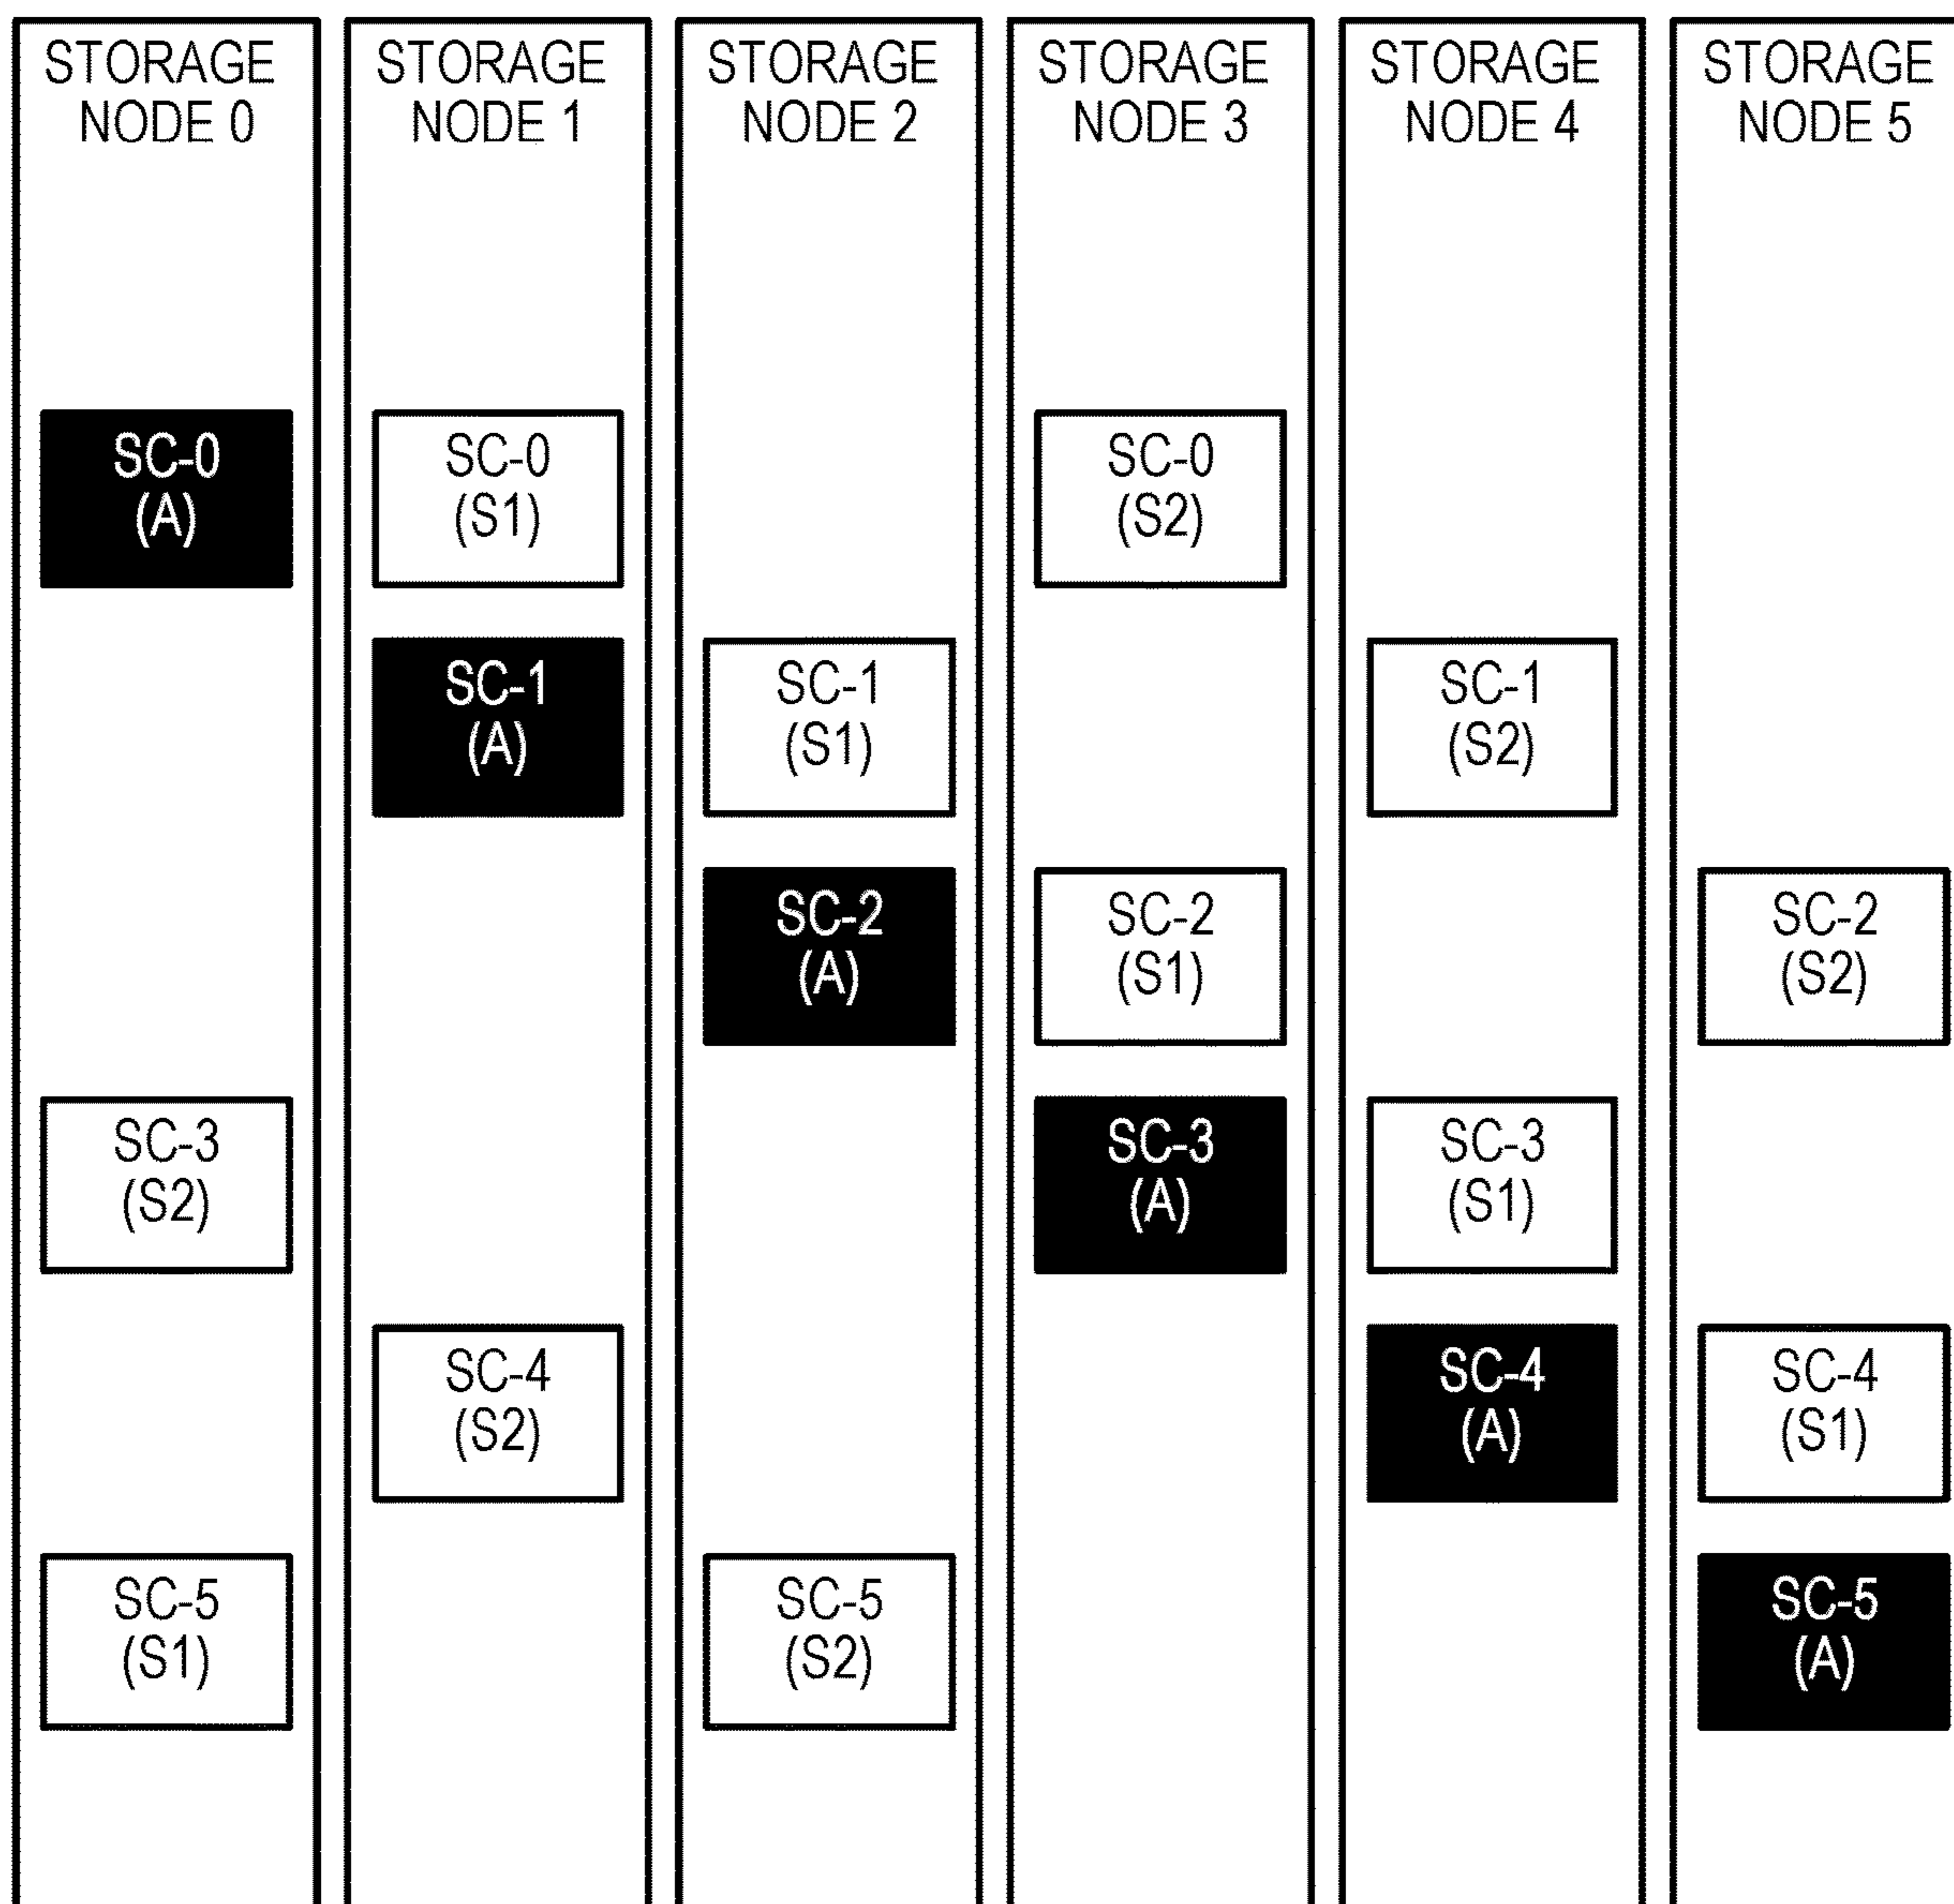 STORAGE
NODE 0
STORAGE
NODE 1
STORAGE
NODE 2
STORAGE
NODE 3
STORAGE
NODE 4
STORAGE
NODE 5
SC-0
(A)
SC-0
(S1)
SC-0
(S2)
SC-1
(A)
SC-1
(S1)
SC-1
(S2)
SC-2
(A)
SC-2
(S1)
SC-2
(S2)
SC-3
(S2)
SC-3
(A)
SC-3
(S1)
SC-4
(S2)
SC-4
(A)
SC-4
(S1)
SC-5
(S1)
SC-5
(S2)
SC-5
(A)